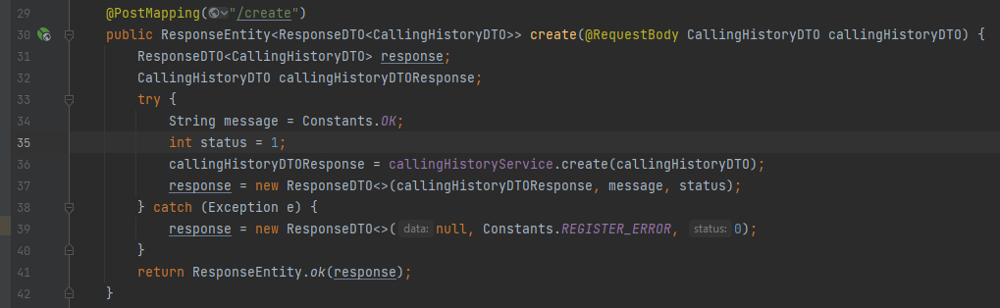 29 @PostMapping("/create")
30 public ResponseEntity<ResponseDTO<CallingHistoryDTO>> create(@RequestBody CallingHistoryDTO callingHistoryDTO) {
31 ResponseDTO<CallingHistoryDTO> response;
32 CallingHistoryDTO callingHistoryDTOResponse;
33 try {
34 String message = Constants.OK;
35 int status = 1;
36 callingHistoryDTOResponse = callingHistoryService.create(callingHistoryDTO);
37 response = new ResponseDTO<>(callingHistoryDTOResponse, message, status);
38 } catch (Exception e) {
39 response = new ResponseDTO<>( data: null, Constants.REGISTER_ERROR, status: 0);
40 }
41 return ResponseEntity.ok(response);
42 }